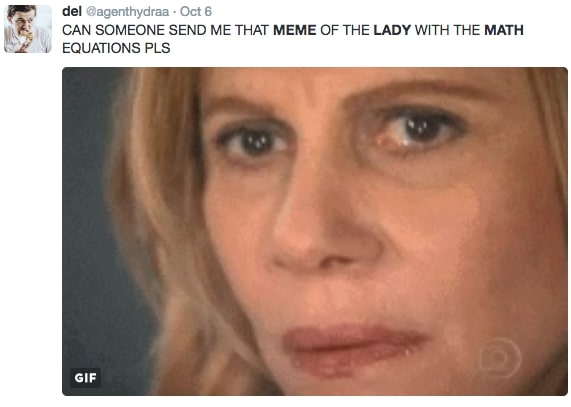 del @agenthydraa · Oct 6
CAN SOMEONE SEND ME THAT MEME OF THE LADY WITH THE MATH
EQUATIONS PLS
GIF